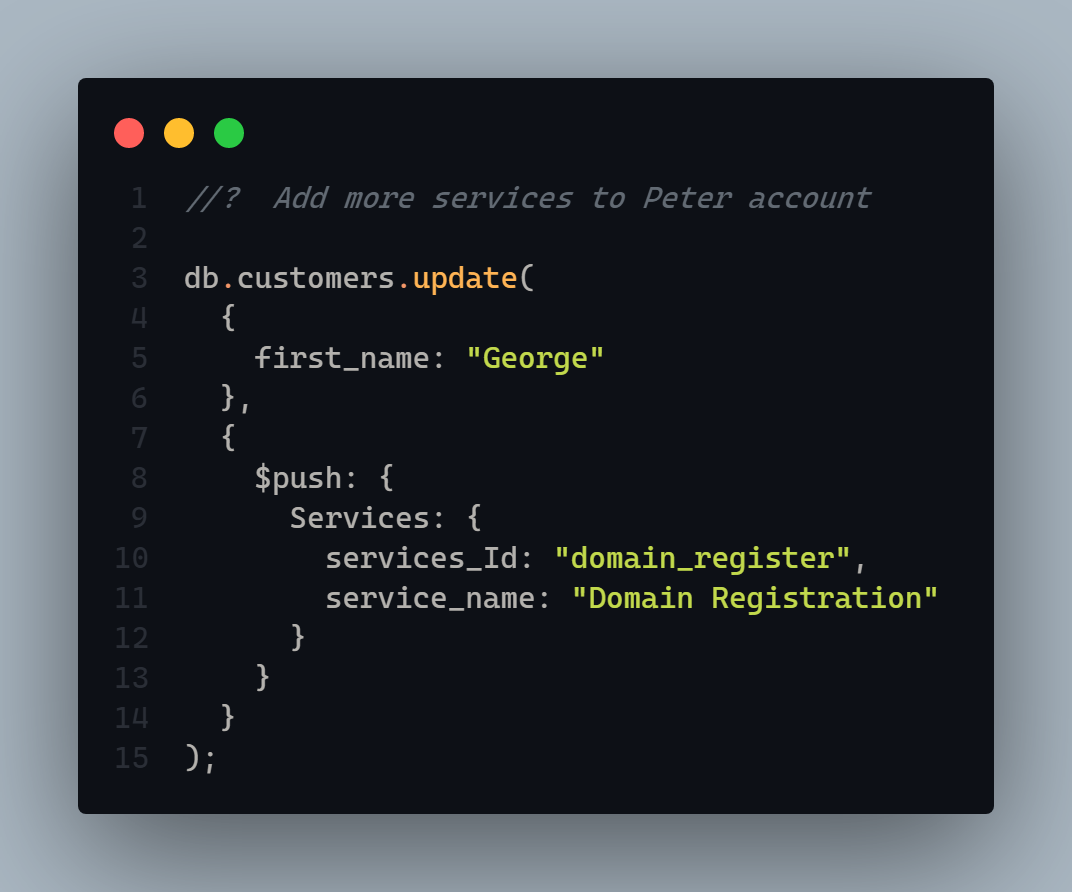 1 //?  Add more services to Peter account
2
3 db.customers.update(
4   {
5     first_name: "George"
6   },
7   {
8     $push: {
9       Services: {
10         services_Id: "domain_register",
11         service_name: "Domain Registration"
12       }
13     }
14   }
15 );